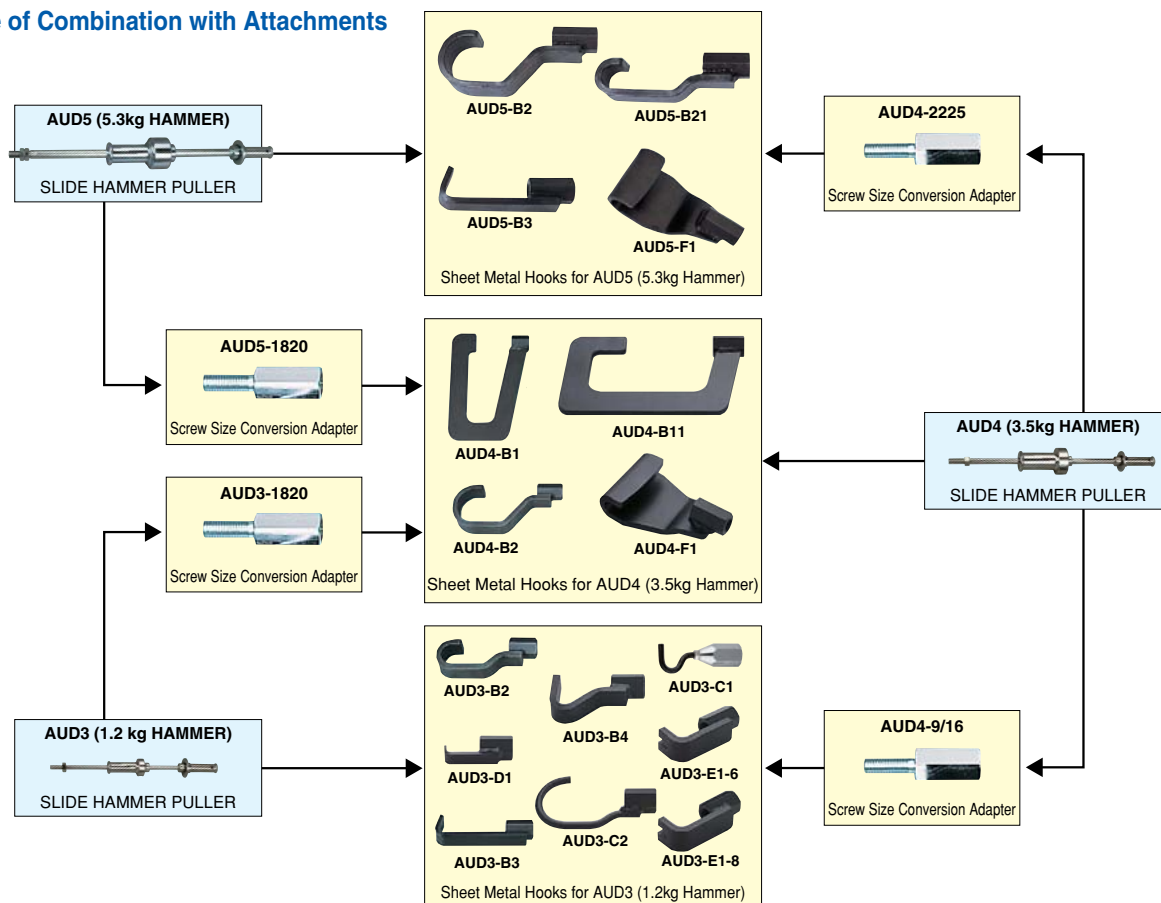 of Combination with Attachments
AUD5 (5.3kg HAMMER)
SLIDE HAMMER PULLER
AUD5-B2
AUD5-B21
AUD5-B3
AUD5-F1
Sheet Metal Hooks for AUD5 (5.3kg Hammer)
AUD4-2225
Screw Size Conversion Adapter
AUD5-1820
Screw Size Conversion Adapter
AUD3-1820
Screw Size Conversion Adapter
AUD4-B1
AUD4-B11
AUD4-B2
AUD4-F1
Sheet Metal Hooks for AUD4 (3.5kg Hammer)
AUD4 (3.5kg HAMMER)
SLIDE HAMMER PULLER
AUD3 (1.2 kg HAMMER)
SLIDE HAMMER PULLER
AUD3-B2
AUD3-C1
AUD3-B4
AUD3-D1
AUD3-E1-6
AUD3-B3
AUD3-C2
AUD3-E1-8
Sheet Metal Hooks for AUD3 (1.2kg Hammer)
AUD4-9/16
Screw Size Conversion Adapter